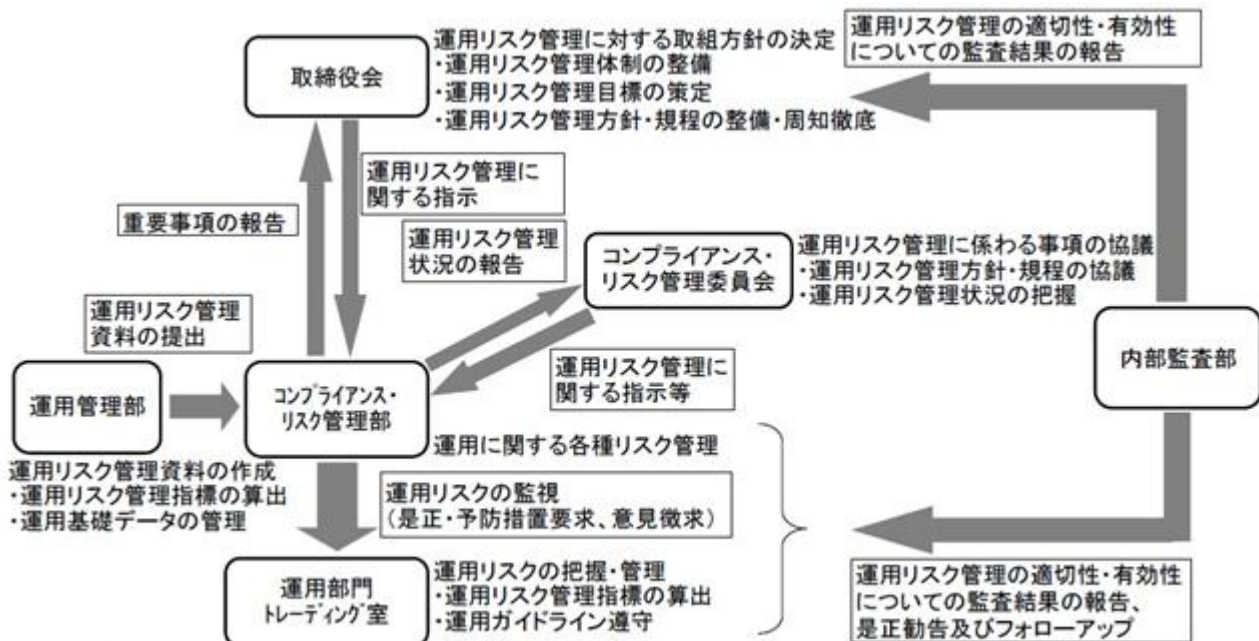 取締役会
運用リスク管理に対する取組方針の決定
・運用リスク管理体制の整備
・運用リスク管理目標の策定
・運用リスク管理方針・規程の整備・周知徹底
運用リスク管理の適切性・有効性
についての監査結果の報告
運用リスク管理に
関する指示
重要事項の報告
運用リスク管理
状況の報告
コンプライアンス・
リスク管理委員会
運用リスク管理に係わる事項の協議
・運用リスク管理方針・規程の協議
・運用リスク管理状況の把握
運用リスク管理
資料の提出
内部監査部
運用管理部
コンプライアンス・
リスク管理部
運用リスク管理に
関する指示等
運用に関する各種リスク管理
運用リスク管理資料の作成
・運用リスク管理指標の算出
・運用基礎データの管理
運用リスクの監視
(是正・予防措置要求、意見徴求)
運用部門
トレーディング室
運用リスクの把握・管理
・運用リスク管理指標の算出
・運用ガイドライン遵守
運用リスク管理の適切性・有効性
についての監査結果の報告、
是正勧告及びフォローアップ